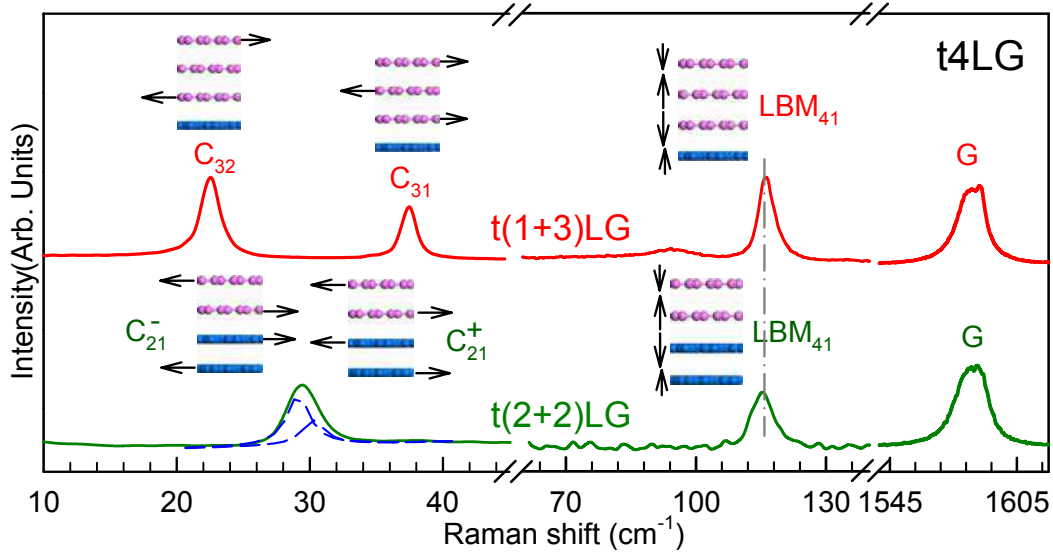 t4LG
LBM₄₁
C₃₂
C₃₁
G
t(1+3)LG
C₂₁⁻
C₂₁⁺
LBM₄₁
G
t(2+2)LG
Intensity(Arb. Units)
10 20 30 40 70 100 130 1545 1605
Raman shift (cm⁻¹)